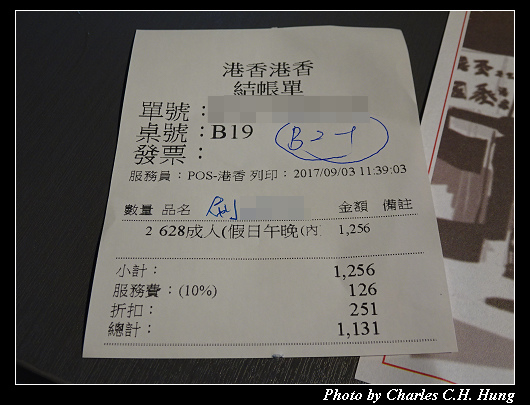 港香港香
結帳單
單號：
桌號：B19
B2-1
發票：
服務員： POS-港香 列印：2017/09/03 11:39:03
數量 品名 金額 備註
2 628成人(假日午晚(內 1,256
小計： 1,256
服務費：(10%) 126
折扣： 251
總計： 1,131
Photo by Charles C.H. Hung